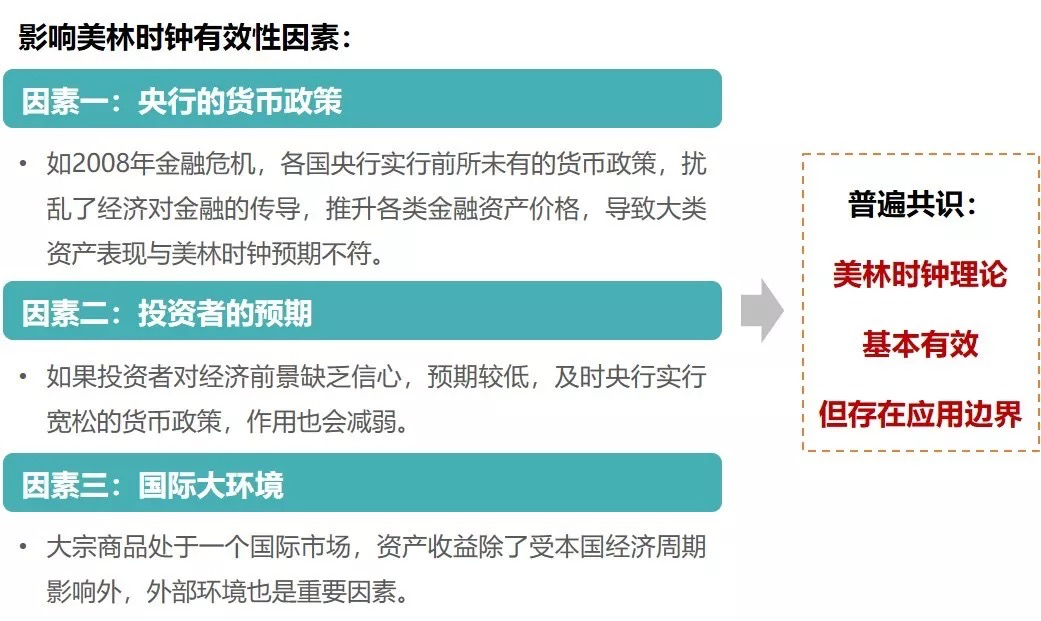 影响美林时钟有效性因素：
因素一：央行的货币政策
• 如2008年金融危机，各国央行实行前所未有的货币政策，扰
乱了经济对金融的传导，推升各类金融资产价格，导致大类
资产表现与美林时钟预期不符。
因素二：投资者的预期
• 如果投资者对经济前景缺乏信心，预期较低，及时央行实行
宽松的货币政策，作用也会减弱。
因素三：国际大环境
• 大宗商品处于一个国际市场，资产收益除了受本国经济周期
影响外，外部环境也是重要因素。
普遍共识：
美林时钟理论
基本有效
但存在应用边界